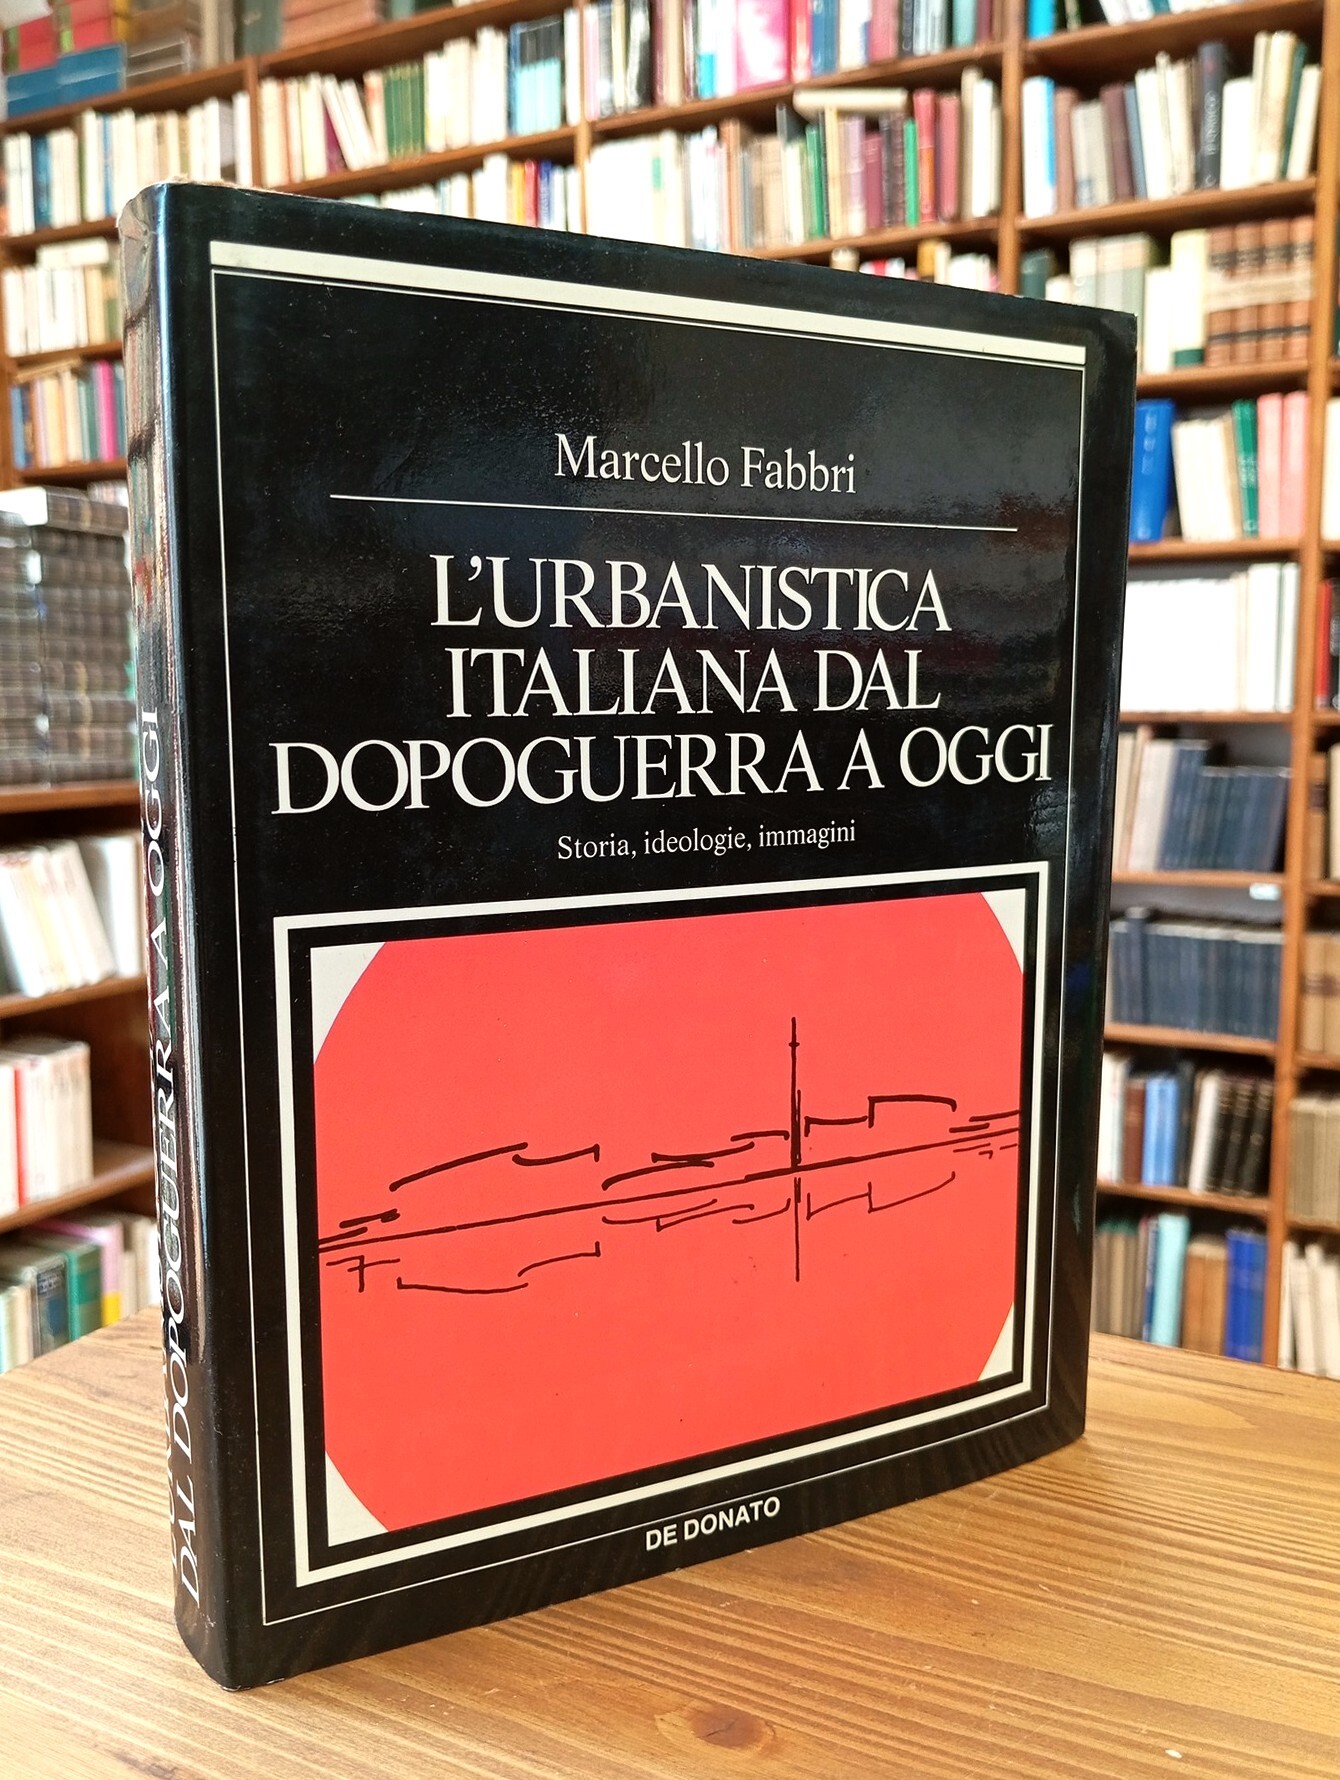 Marcello Fabbri
L'URBANISTICA
ITALIANA DAL
DOPOGUERRA A OGGI
Storia, ideologie, immagini
DE DONATO
DAL DOPOGUERRA A OGGI